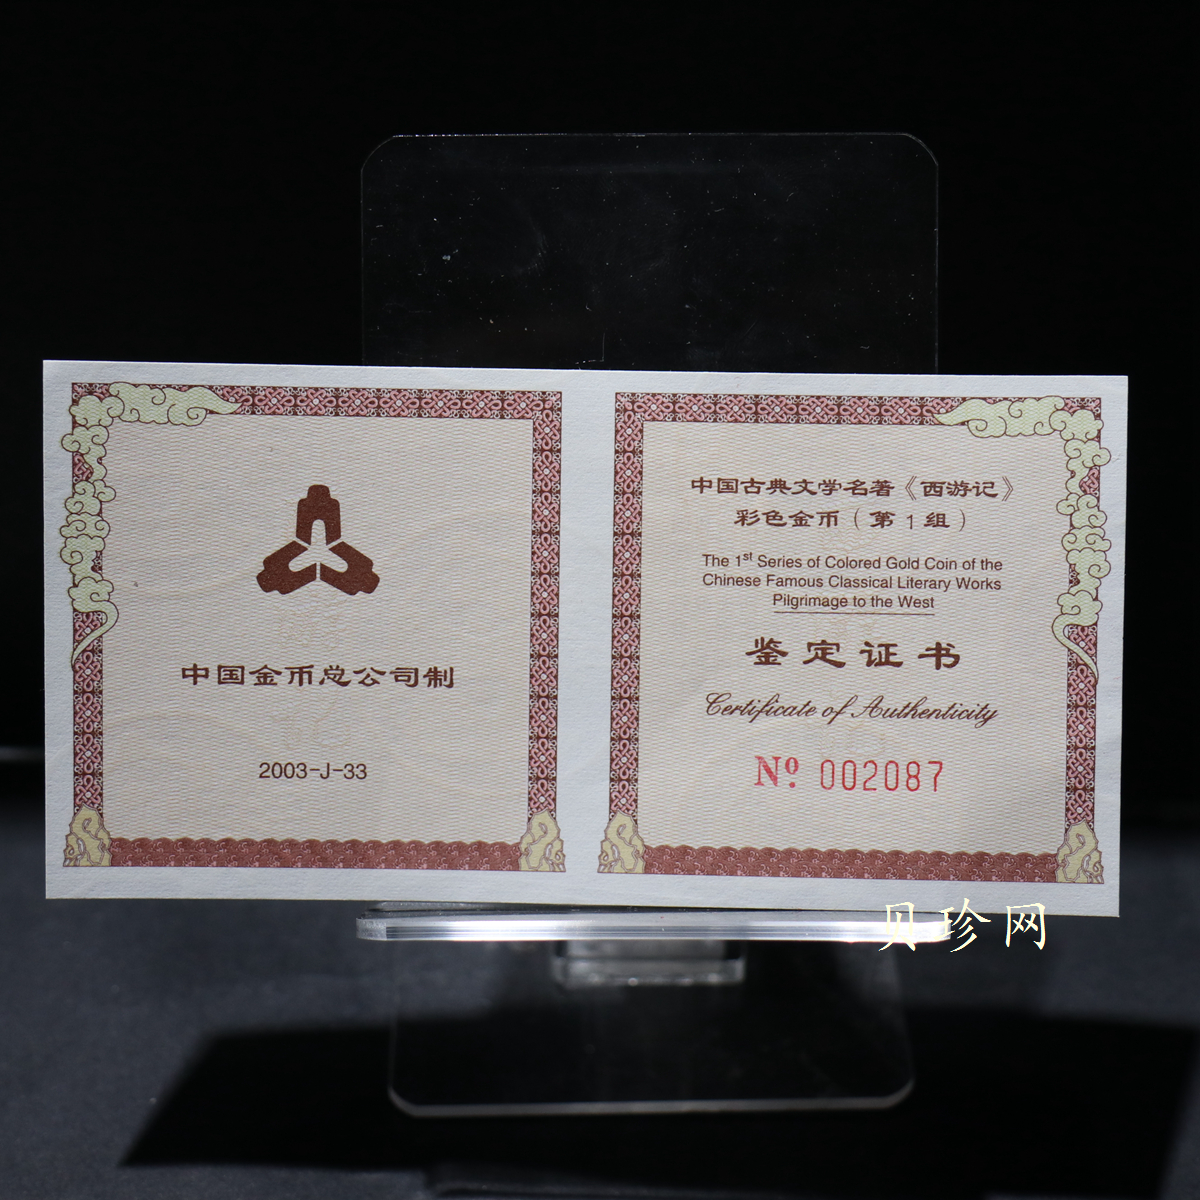 中国金币总公司制
2003-J-33
中国古典文学名著《西游记》
彩色金币（第1组）
The 1st Series of Colored Gold Coin of the
Chinese Famous Classical Literary Works
Pilgrimage to the West
鉴定证书
Certificate of Authenticity
Nº 002087
贝珍网